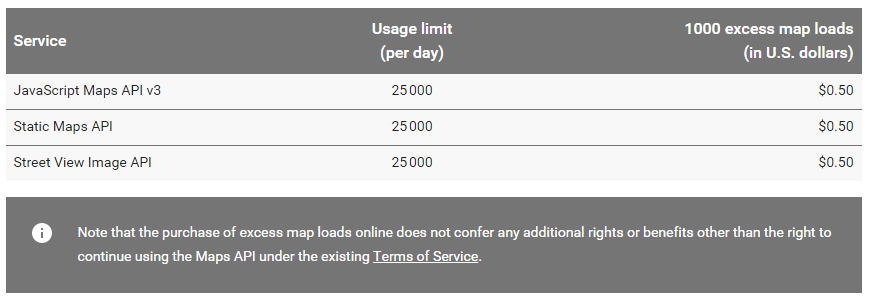 Service Usage limit (per day) 1000 excess map loads (in U.S. dollars)
JavaScript Maps API v3 25 000 $0.50
Static Maps API 25 000 $0.50
Street View Image API 25 000 $0.50
Note that the purchase of excess map loads online does not confer any additional rights or benefits other than the right to
continue using the Maps API under the existing Terms of Service.